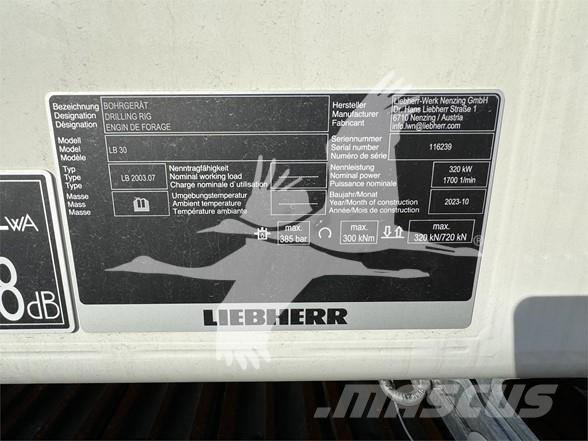 Bezeichnung BOHRGERÄT
Designation DRILLING RIG
Désignation ENGIN DE FORAGE
Hersteller Liebherr-Werk Nenzing GmbH
Manufacturer Dr. Hans Liebherr Straße 1
Fabricant 6710 Nenzing / Austria
info.lwn@liebherr.com
Modell
Model LB 30
Modèle
Seriennummer
Serial number 116239
Numéro de série
Typ Nenntragfähigkeit
Type LB 2003.07 Nominal working load
Type Charge nominale d'utilisation
Nennleistung 320 kW
Nominal power 1700 1/min
Puissance nominale
Masse Umgebungstemperatur
Mass Ambient temperature
Masse Température ambiante
Baujahr/Monat
Year/Month of construction 2023-10
Année/Mois de construction
max. 385 bar
max. 300 kNm
max. 320 kN/720 kN
LWA
8 dB
LIEBHERR
MASCUS